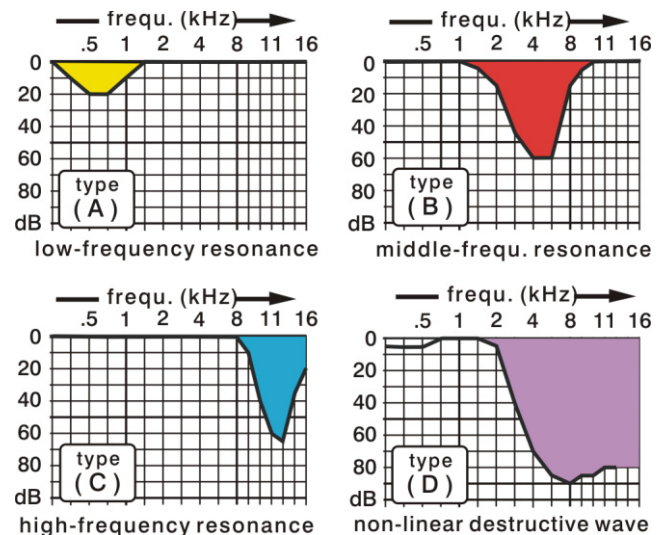 frequ. (kHz)
.5 1 2 4 8 11 16
0
20
40
60
80
dB
type
(A)
low-frequency resonance
frequ. (kHz)
1 2 4 8 11 16
0
20
40
60
80
dB
type
(B)
middle-frequ. resonance
frequ. (kHz)
.5 1 2 4 8 11 16
0
20
40
60
80
dB
type
(C)
high-frequency resonance
frequ. (kHz)
.5 1 2 4 8 11 16
0
20
40
60
80
dB
type
(D)
non-linear destructive wave